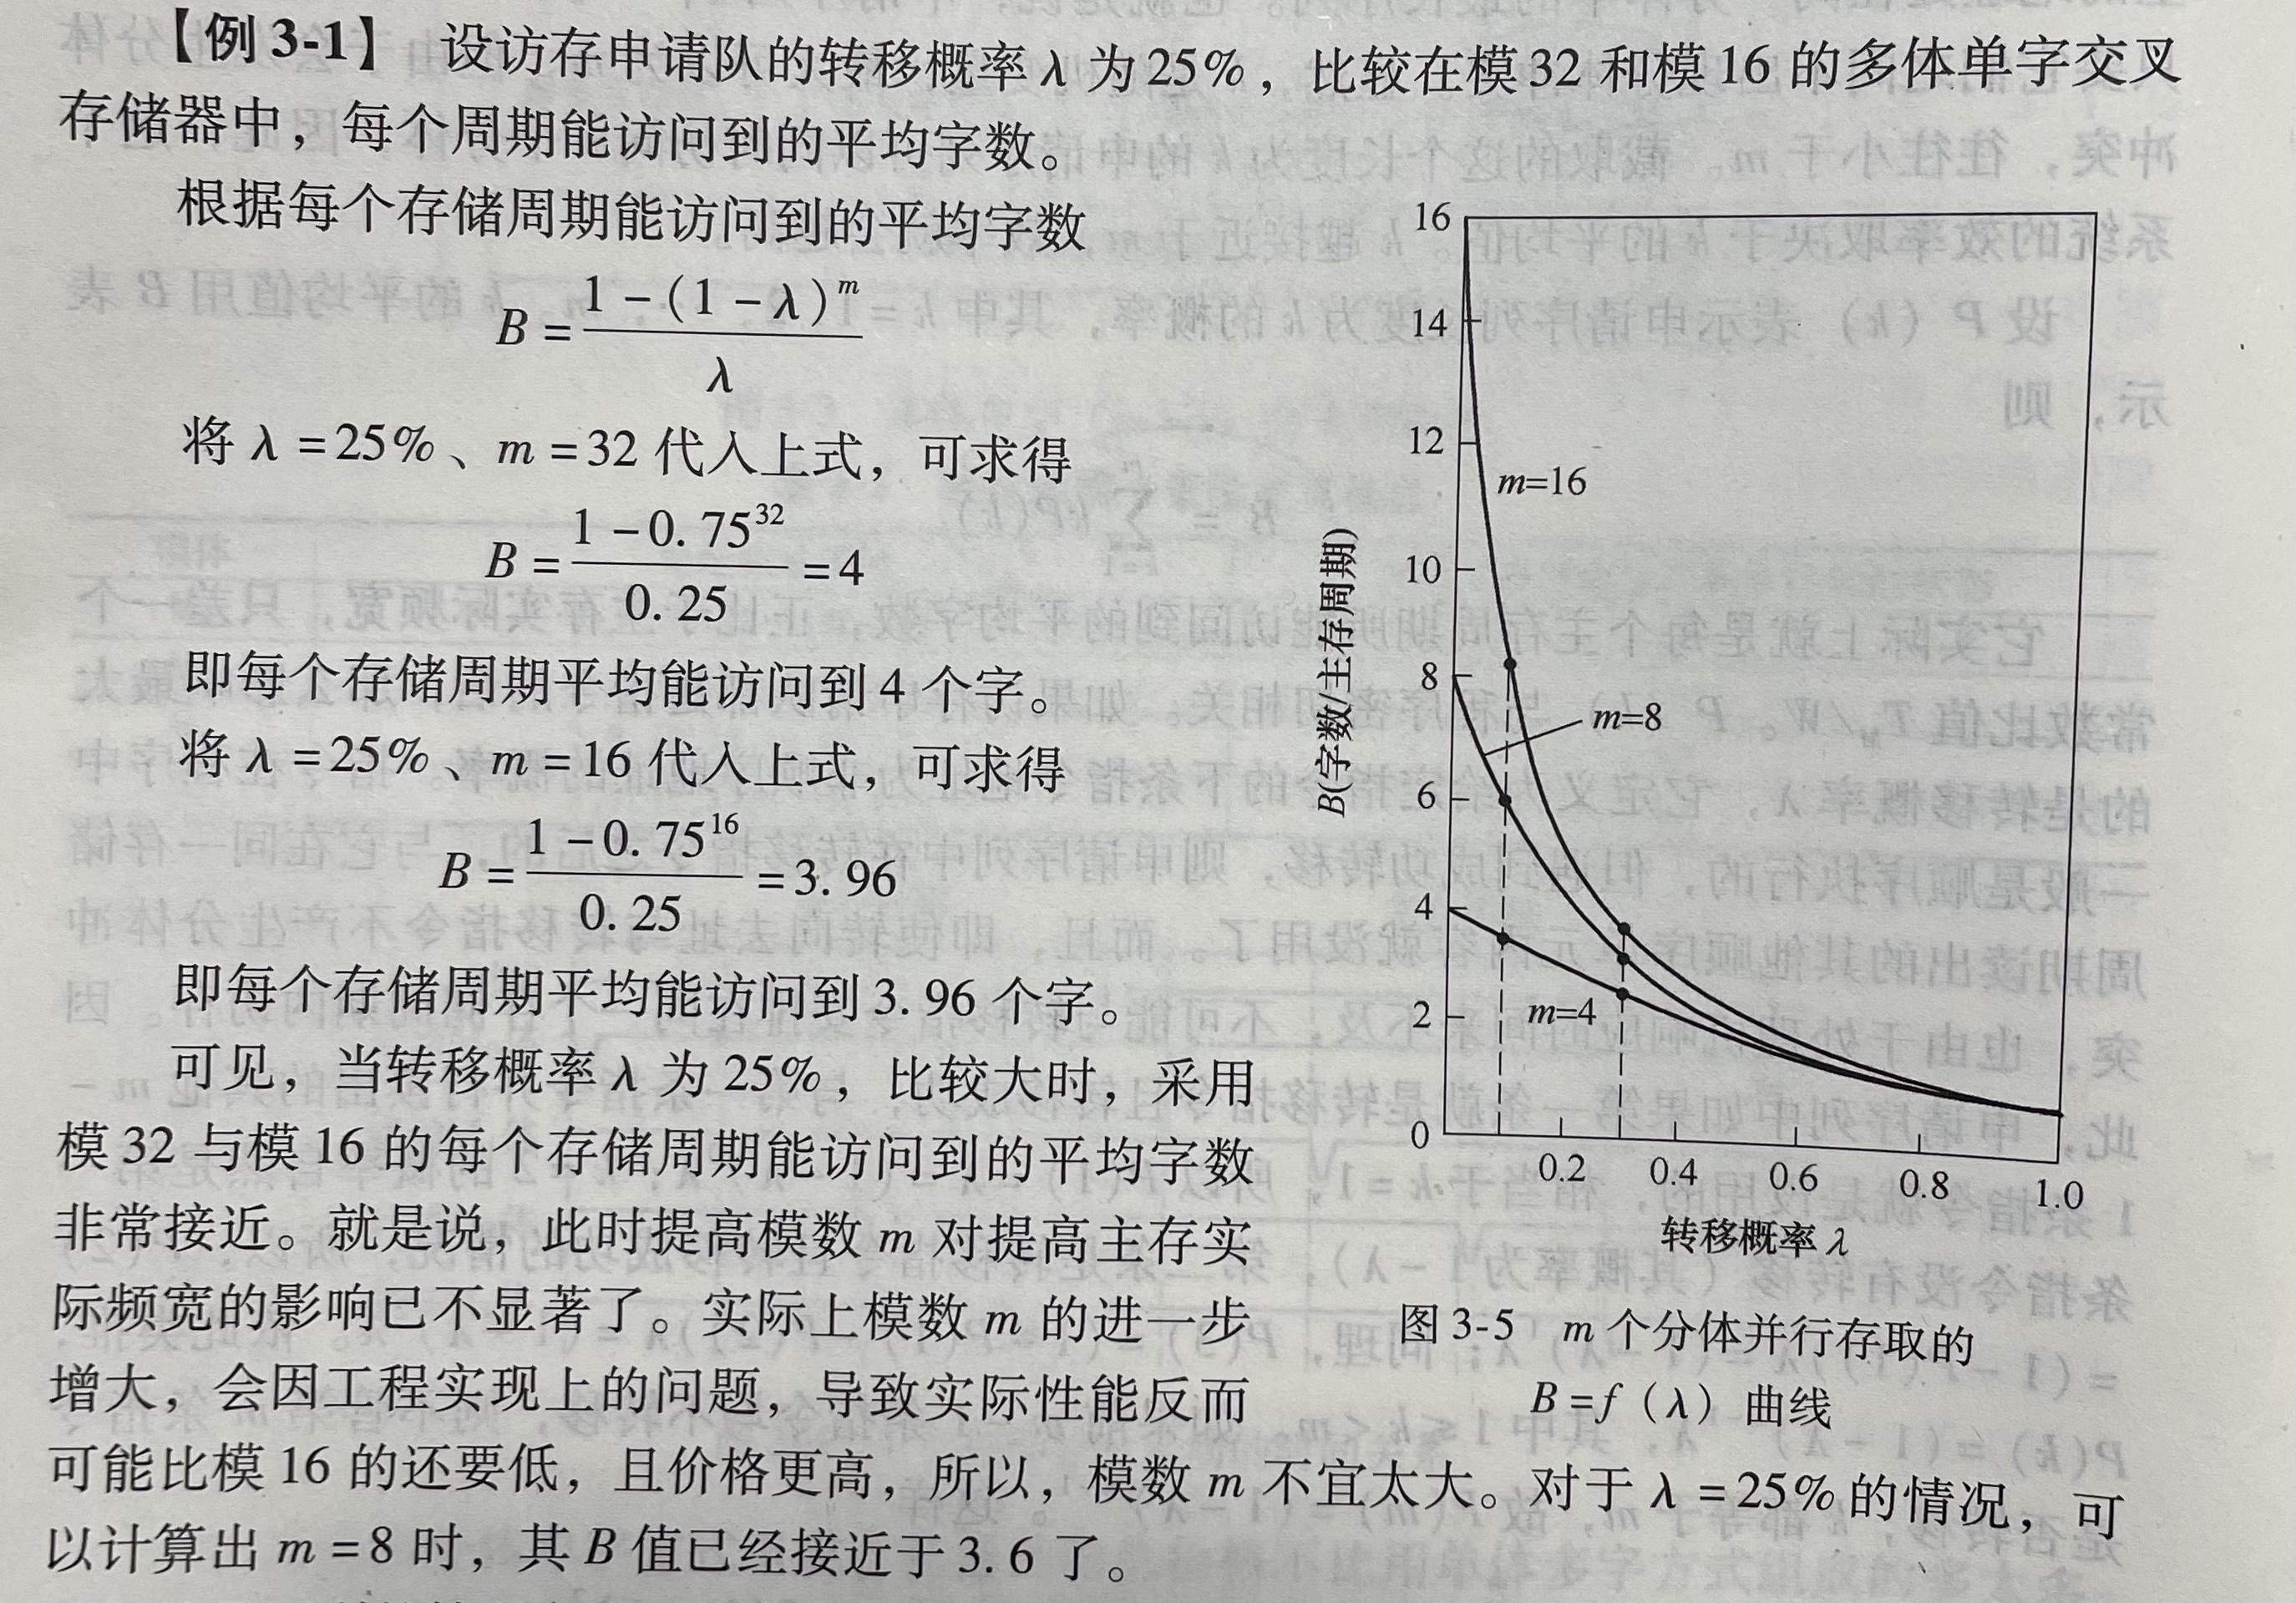 【例 3-1】 设访存申请队的转移概率 λ 为 25%，比较在模 32 和模 16 的多体单字交叉
存储器中，每个周期能访问到的平均字数。
根据每个存储周期能访问到的平均字数
B = \frac{1-(1-λ)^m}{λ}
将 λ = 25%、m = 32 代入上式，可求得
B = \frac{1-0.75^{32}}{0.25} = 4
即每个存储周期平均能访问到 4 个字。
将 λ = 25%、m = 16 代入上式，可求得
B = \frac{1-0.75^{16}}{0.25} = 3.96
即每个存储周期平均能访问到 3.96 个字。
可见，当转移概率 λ 为 25%，比较大时，采用
模 32 与模 16 的每个存储周期能访问到的平均字数
非常接近。就是说，此时提高模数 m 对提高主存实
际频宽的影响已不显著了。实际上模数 m 的进一步
增大，会因工程实现上的问题，导致实际性能反而
可能比模 16 的还要低，且价格更高，所以，模数 m 不宜太大。对于 λ = 25% 的情况，可
以计算出 m = 8 时，其 B 值已经接近于 3.6 了。
16
14
12
10
8
6
4
2
0
B(字数/主存周期)
m=16
m=8
m=4
0.2 0.4 0.6 0.8 1.0
转移概率 λ
图 3-5 m 个分体并行存取的
B = f（λ）曲线